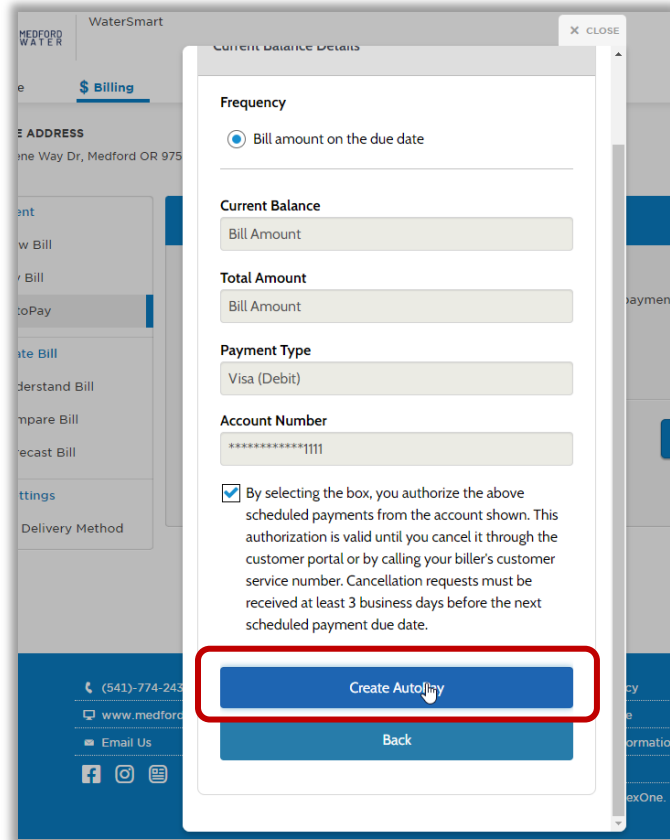 WaterSmart
MEDFORD
WATER
CLOSE
Current Balance Details
$ Billing
Frequency
E ADDRESS
ene Way Dr, Medford OR 975
Bill amount on the due date
Current Balance
Bill Amount
ent
w Bill
y Bill
toPay
Total Amount
Bill Amount
paymen
Payment Type
Visa (Debit)
ate Bill
derstand Bill
mpare Bill
recast Bill
Account Number
************1111
ttings
Delivery Method
By selecting the box, you authorize the above
scheduled payments from the account shown. This
authorization is valid until you cancel it through the
customer portal or by calling your biller's customer
service number. Cancellation requests must be
received at least 3 business days before the next
scheduled payment due date.
Create AutoPay
Back
(541)-774-243
www.medford
Email Us
cy
e
ormatio
exOne.